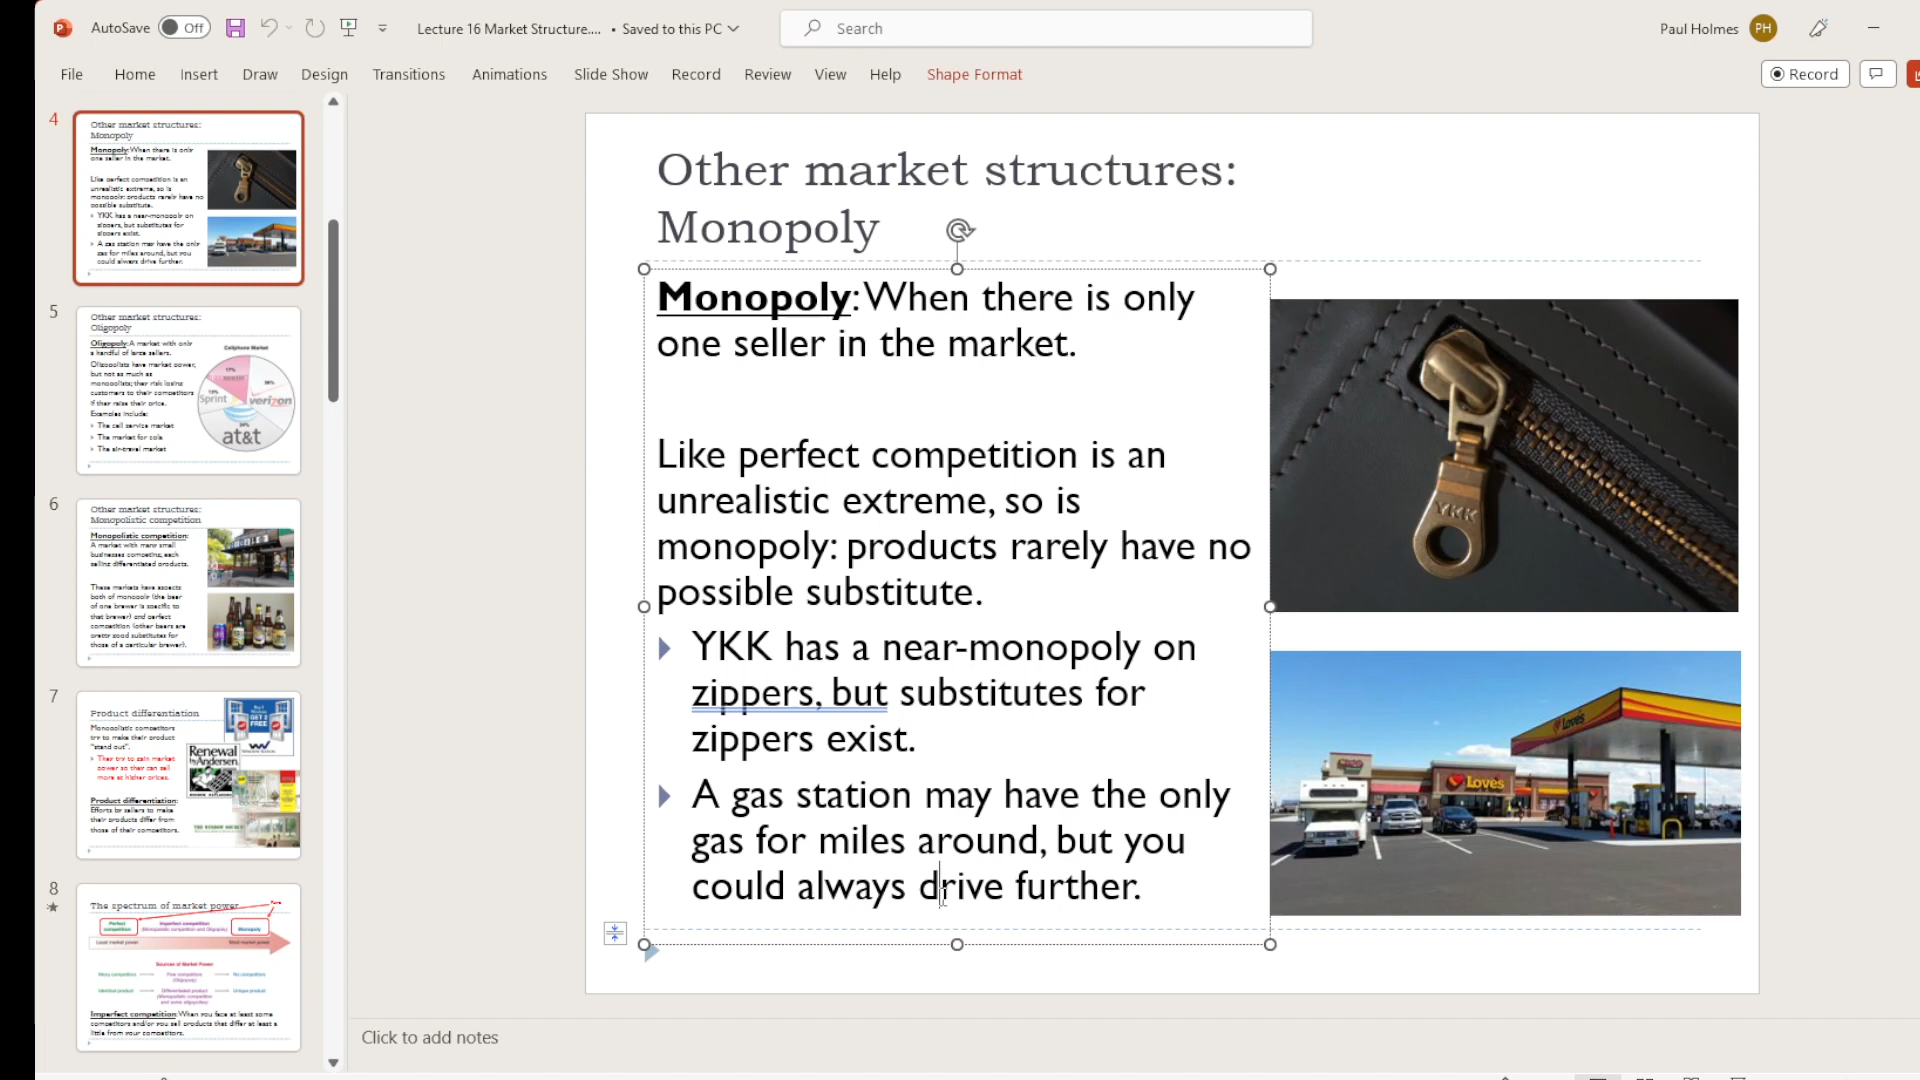 AutoSave Off Lecture 16 Market Structure.... • Saved to this PC Search Paul Holmes PH
File Home Insert Draw Design Transitions Animations Slide Show Record Review View Help Shape Format Record
4
Other market structures:
Monopoly
Monopoly: When there is only
one seller in the market.
Like perfect competition is an
unrealistic extreme, so is
monopoly: products rarely have no
possible substitute.
YKK has a near-monopoly on
zippers, but substitutes for
zippers exist.
A gas station may have the only
gas for miles around, but you
could always drive further.
5
Other market structures:
Oligopoly
Oligopoly: A market with only
a handful of large sellers.
Oligopolists have market power,
but not as much as
monopolists; they risk losing
customers to their competitors
if they raise their price.
Examples include:
The cell service market
The market for cola
The air-travel market
Cellphone Market
17%
Sprint
verizon
at&t
6
Other market structures:
Monopolistic competition
Monopolistic competition:
A market with many small
businesses competing, each
selling differentiated products.
These markets have aspects
both of monopoly (the beer
of one brewer is specific to
that brewer) and perfect
competition (other beers are
pretty good substitutes for
those of a particular brewer).
7
Product differentiation
Monopolistic competitors
try to make their product
"stand out".
They try to gain market
power so they can sell
more at higher prices.
Product differentiation:
Efforts by sellers to make
their products differ from
those of their competitors.
GET 2
FREE
Renewal
by Andersen.
8
The spectrum of market power
Perfect
competition
Imperfect competition
(Monopolistic competition and Oligopoly)
Monopoly
Least market power
Most market power
Sources of Market Power
Many competitors
Few competitors
(Oligopoly)
No competitors
Identical product
Differentiated product
(Monopolistic competition
and some oligopolies)
Unique product
Imperfect competition: When you face at least some
competitors and/or you sell products that differ at least a
little from your competitors.
Other market structures:
Monopoly
Monopoly: When there is only
one seller in the market.
Like perfect competition is an
unrealistic extreme, so is
monopoly: products rarely have no
possible substitute.
YKK has a near-monopoly on
zippers, but substitutes for
zippers exist.
A gas station may have the only
gas for miles around, but you
could always drive further.
YKK
Love's
Love's
Click to add notes